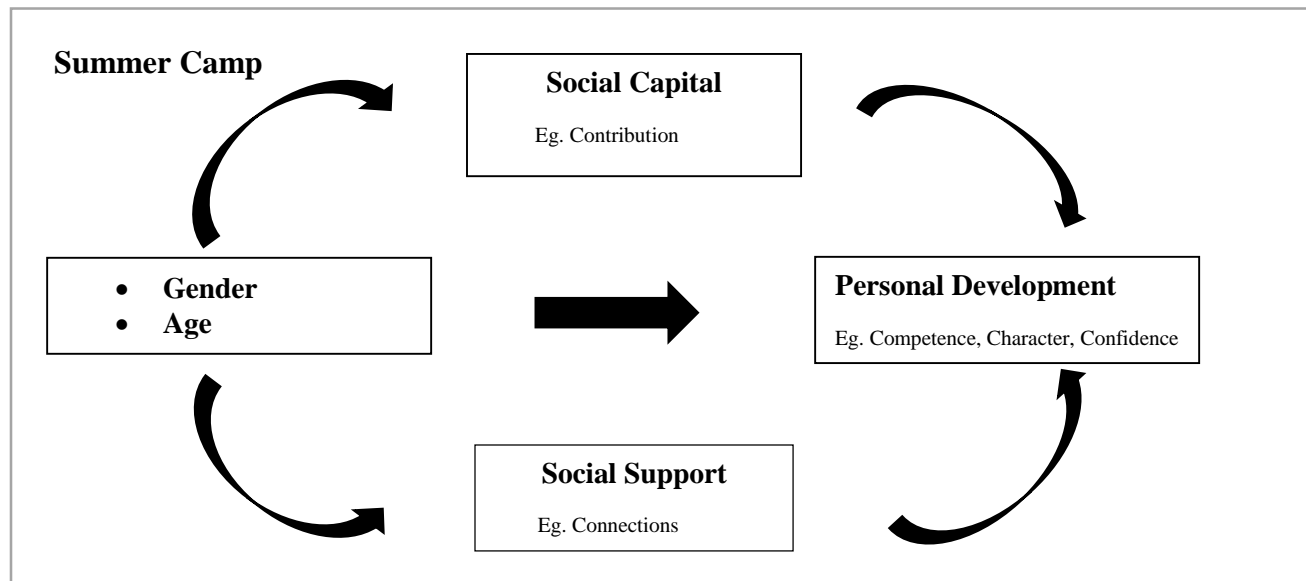 Summer Camp
Social Capital
Eg. Contribution
• Gender
• Age
Personal Development
Eg. Competence, Character, Confidence
Social Support
Eg. Connections